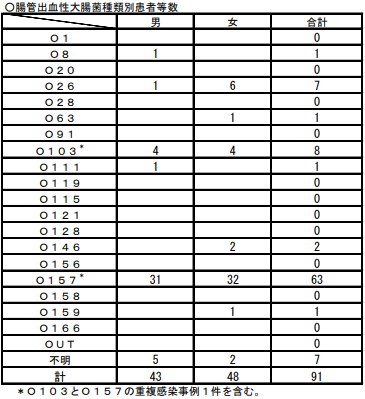 〇腸管出血性大腸菌種類別患者等数
男 女 合計
Ｏ１ 0
Ｏ８ 1 1
Ｏ２０ 0
Ｏ２６ 1 6 7
Ｏ２８ 0
Ｏ６３ 1 1
Ｏ９１ 0
Ｏ１０３* 4 4 8
Ｏ１１１ 1 1
Ｏ１１９ 0
Ｏ１１５ 0
Ｏ１２１ 0
Ｏ１２８ 0
Ｏ１４６ 2 2
Ｏ１５６ 0
Ｏ１５７* 31 32 63
Ｏ１５８ 0
Ｏ１５９ 1 1
Ｏ１６６ 0
ＯＵＴ 0
不明 5 2 7
計 43 48 91
＊Ｏ１０３とＯ１５７の重複感染事例１件を含む。